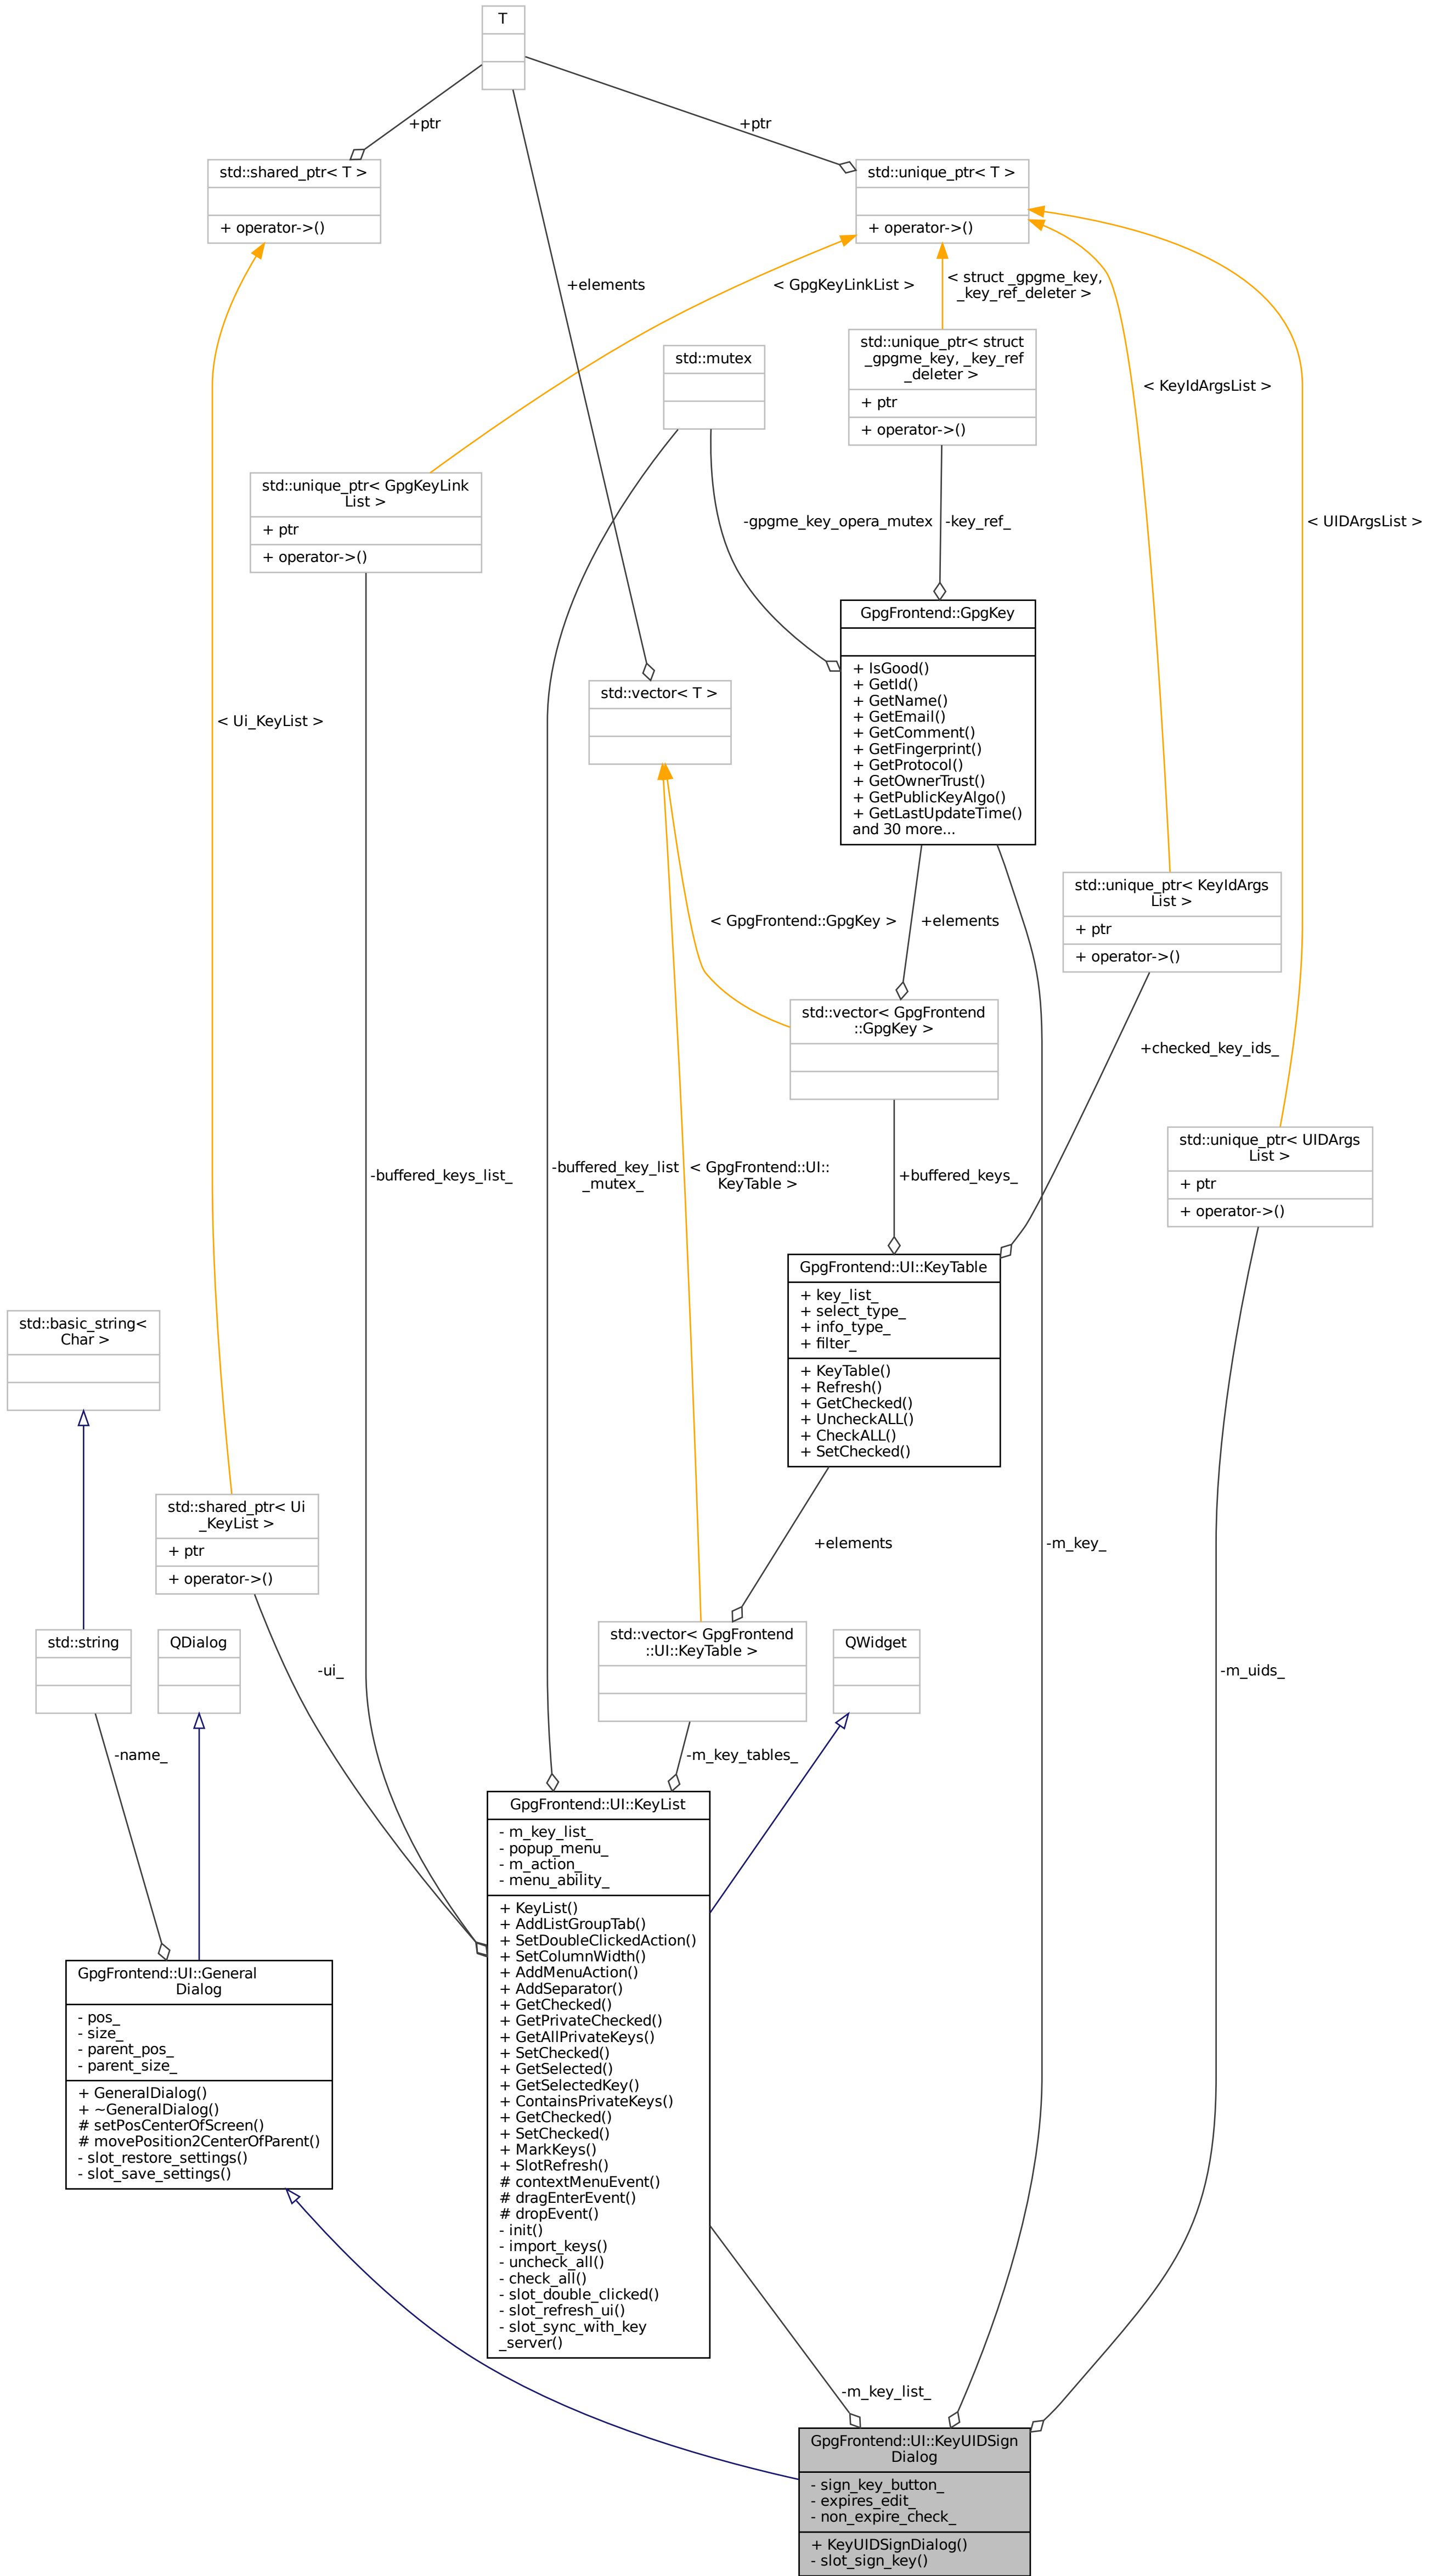 T
+ptr
+ptr
std::shared_ptr< T >
+ operator->()
std::unique_ptr< T >
+ operator->()
+elements
< GpgKeyLinkList >
< struct _gpgme_key,
_key_ref_deleter >
std::mutex
std::unique_ptr< struct
_gpgme_key, _key_ref
_deleter >
+ ptr
+ operator->()
< KeyIdArgsList >
std::unique_ptr< GpgKeyLink
List >
+ ptr
+ operator->()
-gpgme_key_opera_mutex
-key_ref_
< UIDArgsList >
GpgFrontend::GpgKey
+ IsGood()
+ GetId()
+ GetName()
+ GetEmail()
+ GetComment()
+ GetFingerprint()
+ GetProtocol()
+ GetOwnerTrust()
+ GetPublicKeyAlgo()
+ GetLastUpdateTime()
and 30 more...
std::vector< T >
< Ui_KeyList >
std::unique_ptr< KeyIdArgs
List >
+ ptr
+ operator->()
< GpgFrontend::GpgKey >
+elements
std::vector< GpgFrontend
::GpgKey >
+checked_key_ids_
std::unique_ptr< UIDArgs
List >
+ ptr
+ operator->()
-buffered_keys_list_
-buffered_key_list
_mutex_
< GpgFrontend::UI::
KeyTable >
+buffered_keys_
GpgFrontend::UI::KeyTable
+ key_list_
+ select_type_
+ info_type_
+ filter_
+ KeyTable()
+ Refresh()
+ GetChecked()
+ UncheckALL()
+ CheckALL()
+ SetChecked()
std::basic_string<
Char >
std::shared_ptr< Ui
_KeyList >
+ ptr
+ operator->()
+elements
-m_key_
std::string
QDialog
-ui_
std::vector< GpgFrontend
::UI::KeyTable >
QWidget
-m_uids_
-name_
-m_key_tables_
GpgFrontend::UI::KeyList
- m_key_list_
- popup_menu_
- m_action_
- menu_ability_
+ KeyList()
+ AddListGroupTab()
+ SetDoubleClickedAction()
+ SetColumnWidth()
+ AddMenuAction()
+ AddSeparator()
+ GetChecked()
+ GetPrivateChecked()
+ GetAllPrivateKeys()
+ SetChecked()
+ GetSelected()
+ GetSelectedKey()
+ ContainsPrivateKeys()
+ GetChecked()
+ SetChecked()
+ MarkKeys()
+ SlotRefresh()
# contextMenuEvent()
# dragEnterEvent()
# dropEvent()
- init()
- import_keys()
- uncheck_all()
- check_all()
- slot_double_clicked()
- slot_refresh_ui()
- slot_sync_with_key
_server()
GpgFrontend::UI::General
Dialog
- pos_
- size_
- parent_pos_
- parent_size_
+ GeneralDialog()
+ ~GeneralDialog()
# setPosCenterOfScreen()
# movePosition2CenterOfParent()
- slot_restore_settings()
- slot_save_settings()
-m_key_list_
GpgFrontend::UI::KeyUIDSign
Dialog
- sign_key_button_
- expires_edit_
- non_expire_check_
+ KeyUIDSignDialog()
- slot_sign_key()